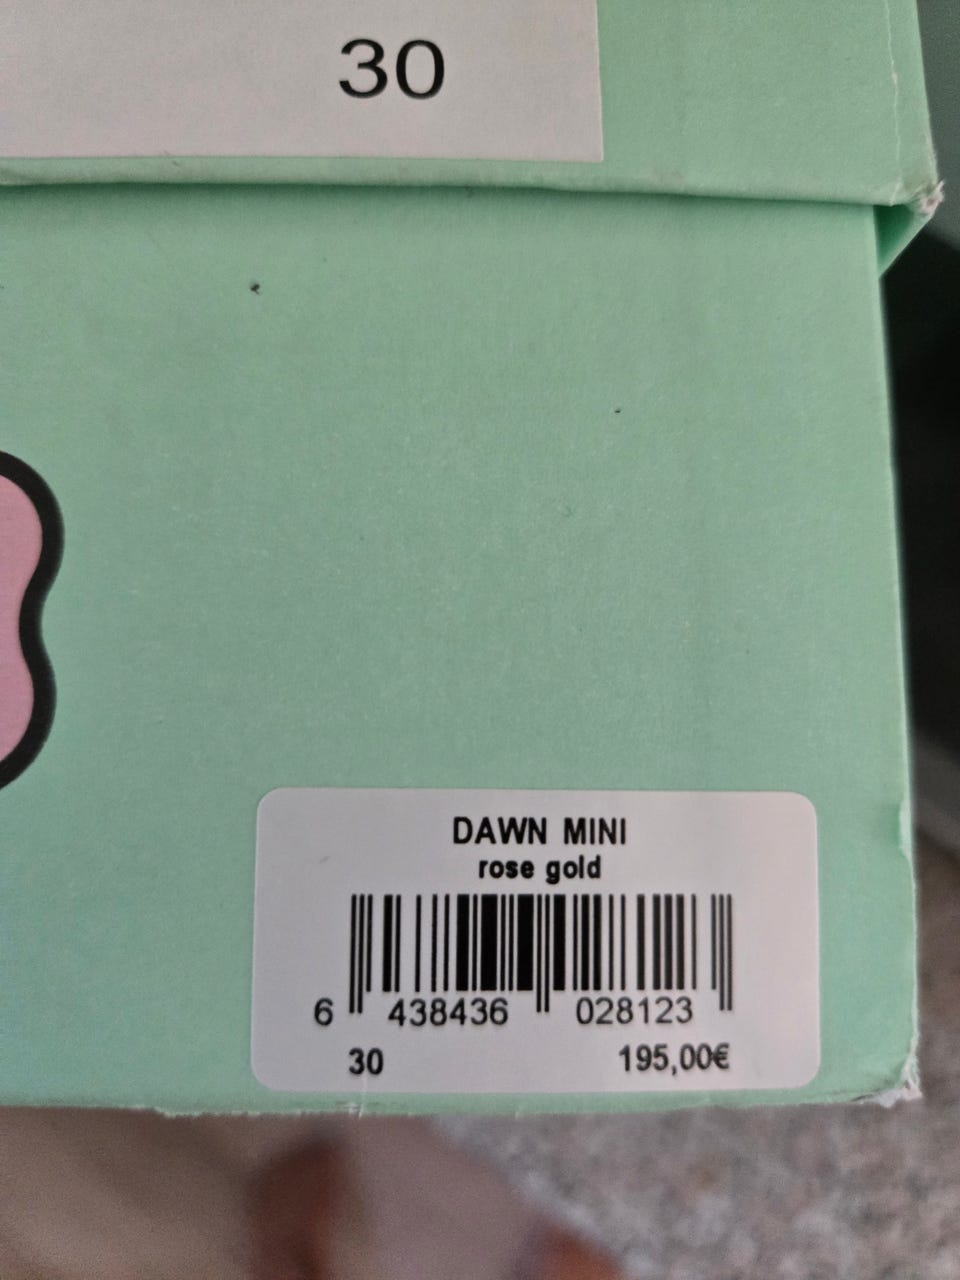 30
DAWN MINI
rose gold
6 438436 028123
30 195,00€